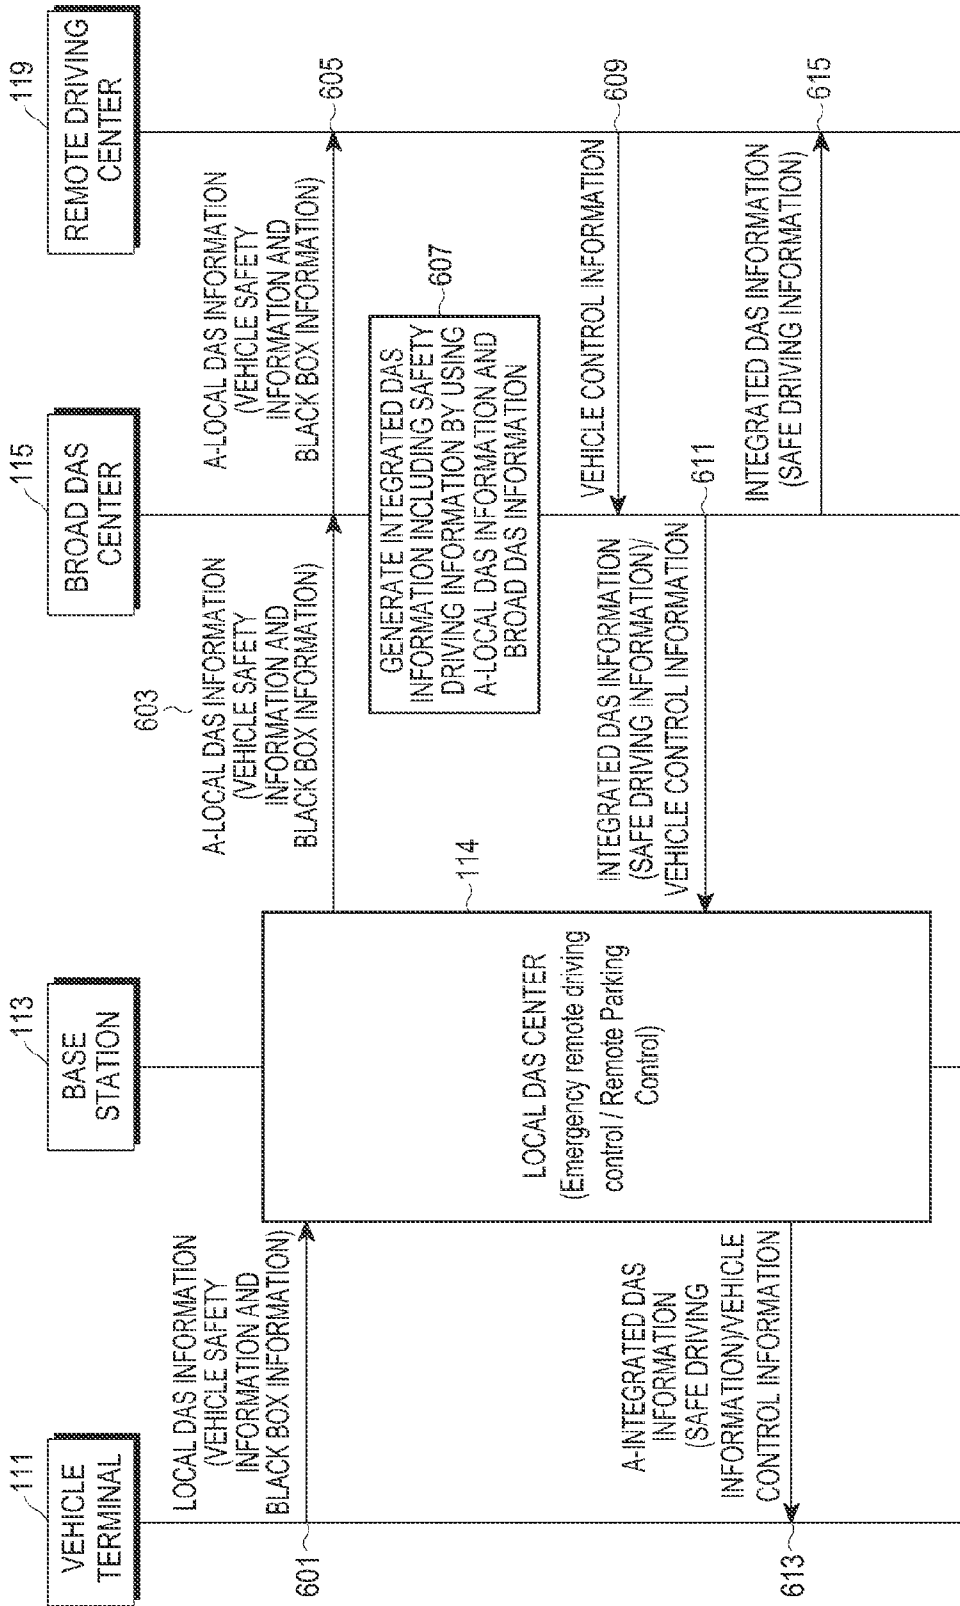 111
VEHICLE
TERMINAL
113
BASE
STATION
115
BROAD DAS
CENTER
119
REMOTE DRIVING
CENTER
LOCAL DAS INFORMATION
(VEHICLE SAFETY
INFORMATION AND
BLACK BOX INFORMATION)
601
603
A-LOCAL DAS INFORMATION
(VEHICLE SAFETY
INFORMATION AND
BLACK BOX INFORMATION)
A-LOCAL DAS INFORMATION
(VEHICLE SAFETY
INFORMATION AND
BLACK BOX INFORMATION)
605
114
LOCAL DAS CENTER
(Emergency remote driving
control / Remote Parking
Control)
607
GENERATE INTEGRATED DAS
INFORMATION INCLUDING SAFETY
DRIVING INFORMATION BY USING
A-LOCAL DAS INFORMATION AND
BROAD DAS INFORMATION
VEHICLE CONTROL INFORMATION
609
INTEGRATED DAS INFORMATION
(SAFE DRIVING INFORMATION)/
VEHICLE CONTROL INFORMATION
611
A-INTEGRATED DAS
INFORMATION
(SAFE DRIVING
INFORMATION)/VEHICLE
CONTROL INFORMATION
613
INTEGRATED DAS INFORMATION
(SAFE DRIVING INFORMATION)
615